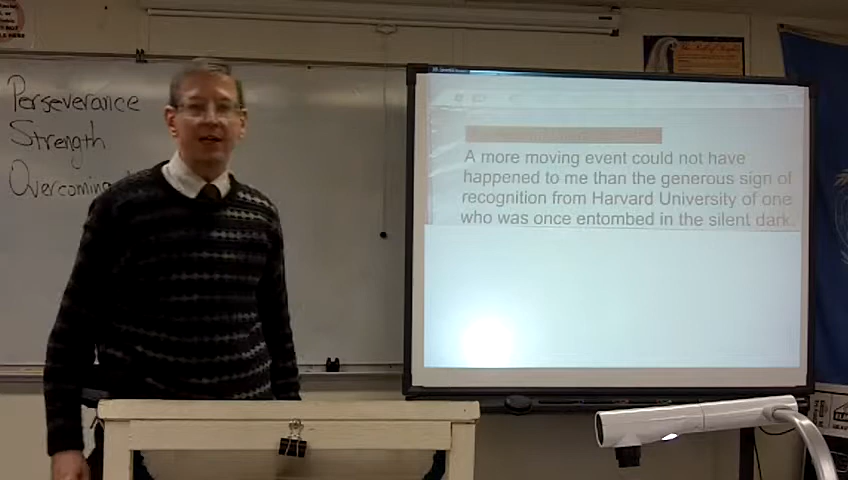 Perseverance
Strength
Overcoming
A more moving event could not have
happened to me than the generous sign of
recognition from Harvard University of one
who was once entombed in the silent dark.